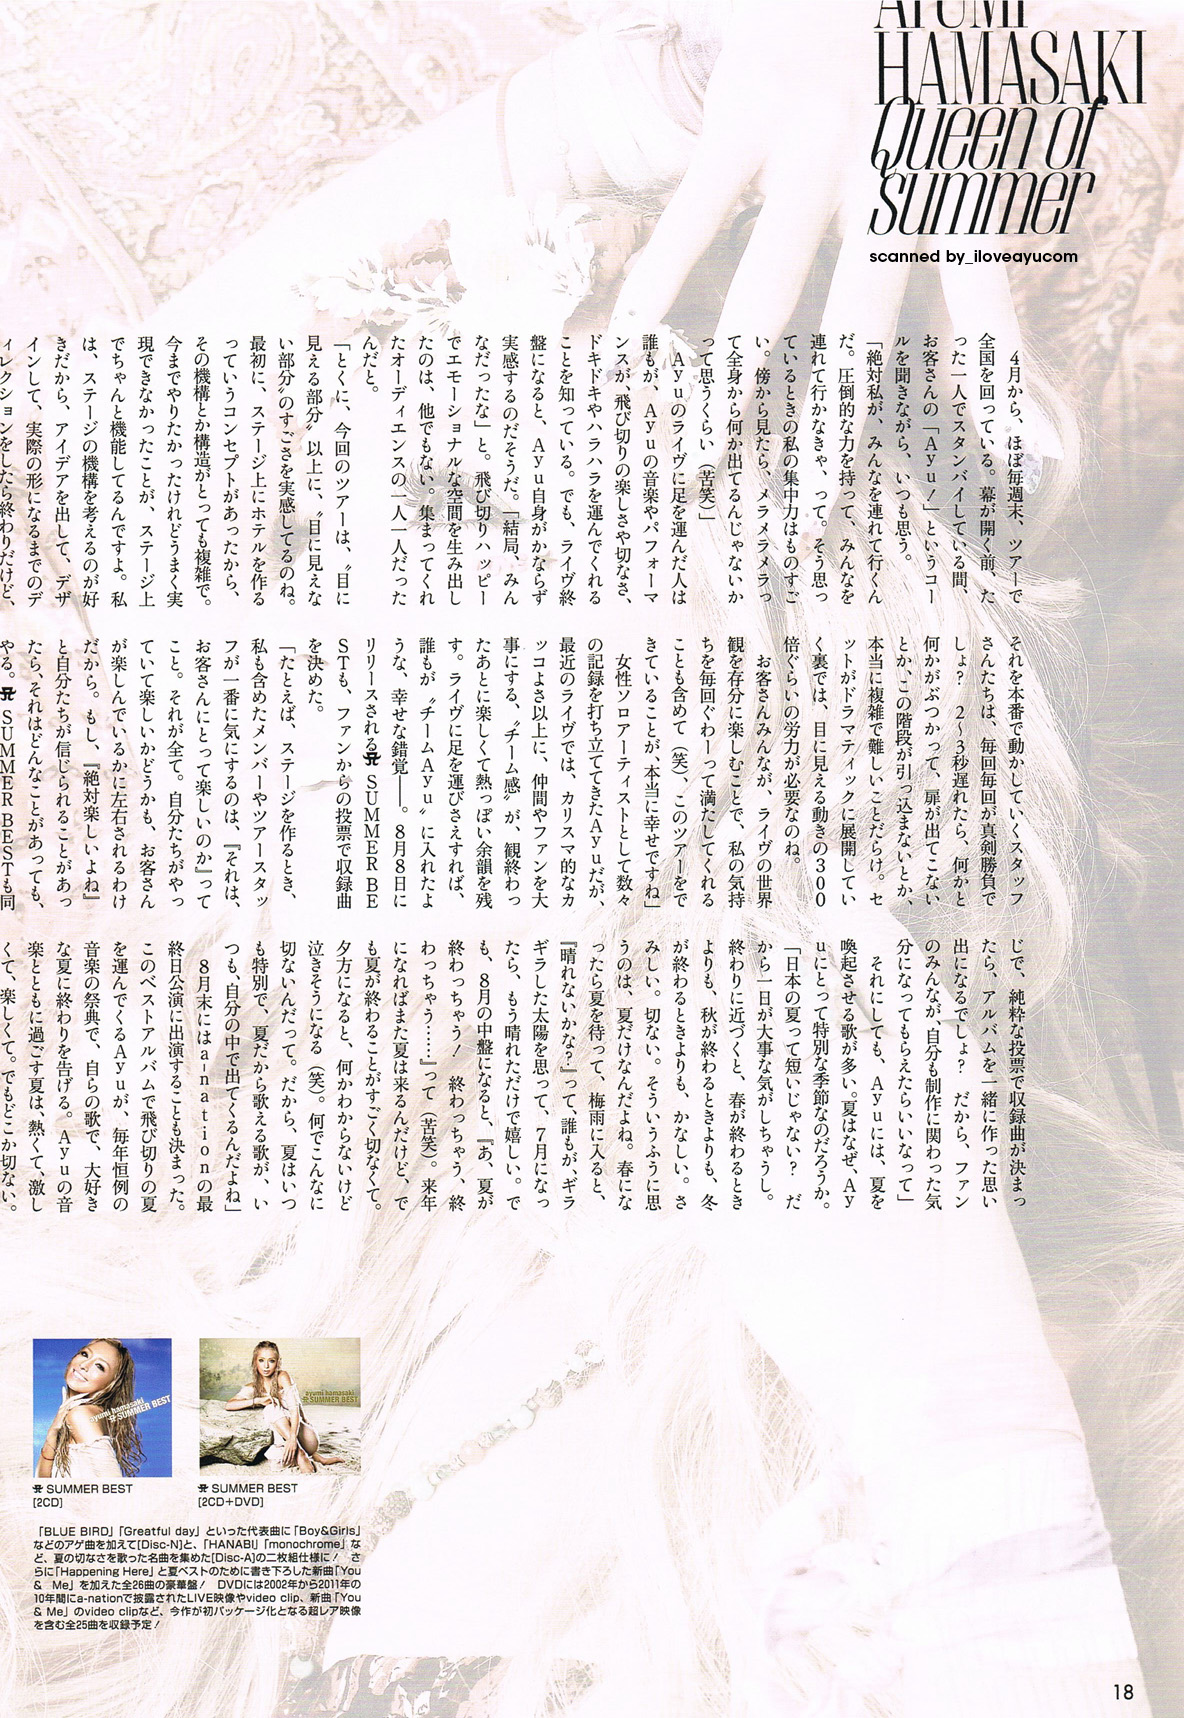 AYUMI
HAMASAKI
Queen of
summer
scanned by_iloveayucom
　4月から、ほぼ毎週末、ツアーで
全国を回っている。幕が開く前、た
った一人でスタンバイしている間、
お客さんの「Ayu！」というコー
ルを聞きながら、いつも思う。
「絶対私が、みんなを連れて行くん
だ。圧倒的な力を持って、みんなを
連れて行かなきゃ、って。そう思っ
ているときの私の集中力はものすご
い。傍から見たら、メラメラメラっ
て全身から何か出てるんじゃないか
って思うくらい（苦笑）」
　Ayuのライヴに足を運んだ人は
誰もが、Ayuの音楽やパフォーマ
ンスが、飛び切りの楽しさや切なさ、
ドキドキやハラハラを運んでくれる
ことを知っている。でも、ライヴ終
盤になると、Ayu自身がかならず
実感するのだそうだ。「結局、みん
なだったな」と。飛び切りハッピー
でエモーショナルな空間を生み出し
たのは、他でもない。集まってくれ
たオーディエンスの一人一人だった
んだと。
「とくに、今回のツアーは、〝目に
見える部分〟以上に、〝目に見えな
い部分〟のすごさを実感してるのね。
最初に、ステージ上にホテルを作る
っていうコンセプトがあったから、
その機構とか構造がとっても複雑で。
今までやりたかったけれどうまく実
現できなかったことが、ステージ上
でちゃんと機能してるんですよ。私
は、ステージの機構を考えるのが好
きだから、アイデアを出して、デザ
インして、実際の形になるまでのデ
ィレクションをしたら終わりだけど、
それを本番で動かしていくスタッフ
さんたちは、毎回毎回が真剣勝負で
しょ？　2〜3秒遅れたら、何かと
何かがぶつかって、扉が出てこない
とか、この階段が引っ込まないとか、
本当に複雑で難しいことだらけ。セ
ットがドラマティックに展開してい
く裏では、目に見える動きの300
倍ぐらいの労力が必要なのね。
　お客さんみんなが、ライヴの世界
観を存分に楽しむことで、私の気持
ちを毎回ぐわーって満たしてくれる
ことも含めて（笑）、このツアーをで
きていることが、本当に幸せですね」
　女性ソロアーティストとして数々
の記録を打ち立ててきたAyuだが、
最近のライヴでは、カリスマ的なカ
ッコよさ以上に、仲間やファンを大
事にする、〝チーム感〟が、観終わっ
たあとに楽しくて熱っぽい余韻を残
す。ライヴに足を運びさえすれば、
誰もが〝チームAyu〟に入れたよ
うな、幸せな錯覚──。8月8日に
リリースされる SUMMER BE
STも、ファンからの投票で収録曲
を決めた。
「たとえば、ステージを作るとき、
私も含めたメンバーやツアースタッ
フが一番に気にするのは、『それは、
お客さんにとって楽しいのか』って
こと。それが全て。自分たちがやっ
ていて楽しいかどうかも、お客さん
が楽しんでいるかに左右されるわけ
だから。もし、『絶対楽しいよね』
と自分たちが信じられることがあっ
たら、それはどんなことがあっても、
やる。 SUMMER BESTも同
じで、純粋な投票で収録曲が決まっ
たら、アルバムを一緒に作った思い
出になるでしょ？　だから、ファン
のみんなが、自分も制作に関わった気
分になってもらえたらいいなって」
　それにしても、Ayuには、夏を
喚起させる歌が多い。夏はなぜ、Ay
uにとって特別な季節なのだろうか。
「日本の夏って短いじゃない？　だ
から一日が大事な気がしちゃうし。
終わりに近づくと、春が終わるとき
よりも、秋が終わるときよりも、冬
が終わるときよりも、かなしい。さ
みしい。切ない。そういうふうに思
うのは、夏だけなんだよね。春にな
ったら夏を待って、梅雨に入ると、
『晴れないかな？』って、誰もが、ギラ
ギラした太陽を思って、7月になっ
たら、もう晴れただけで嬉しい。で
も、8月の中盤になると、『あ、夏が
終わっちゃう！　終わっちゃう、終
わっちゃう……』って（苦笑）。来年
になればまた夏は来るんだけど、で
も夏が終わることがすごく切なくて。
夕方になると、何かわからないけど
泣きそうになる（笑）。何でこんなに
切ないんだって。だから、夏はいつ
も特別で、夏だから歌える歌が、い
つも、自分の中で出てくるんだよね」
　8月末にはa-nationの最
終日公演に出演することも決まった。
このベストアルバムで飛び切りの夏
を運んでくるAyuが、毎年恒例の
音楽の祭典で、自らの歌で、大好き
な夏に終わりを告げる。Ayuの音
楽とともに過ごす夏は、熱くて、激し
くて、楽しくて。でもどこか切ない。
ayumi hamasaki
SUMMER BEST
ayumi hamasaki
SUMMER BEST
SUMMER BEST
[2CD]
SUMMER BEST
[2CD＋DVD]
「BLUE BIRD」「Greatful day」といった代表曲に「Boy&Girls」
などのアゲ曲を加えて[Disc-N]と、「HANABI」「monochrome」な
ど、夏の切なさを歌った名曲を集めた[Disc-A]の二枚組仕様に！　さ
らに「Happening Here」と夏ベストのために書き下ろした新曲「You
&　Me」を加えた全26曲の豪華盤！　DVDには2002年から2011年の
10年間にa-nationで披露されたLIVE映像やvideo clip、新曲「You
& Me」のvideo clipなど、今作が初パッケージ化となる超レア映像
を含む全25曲を収録予定！
18